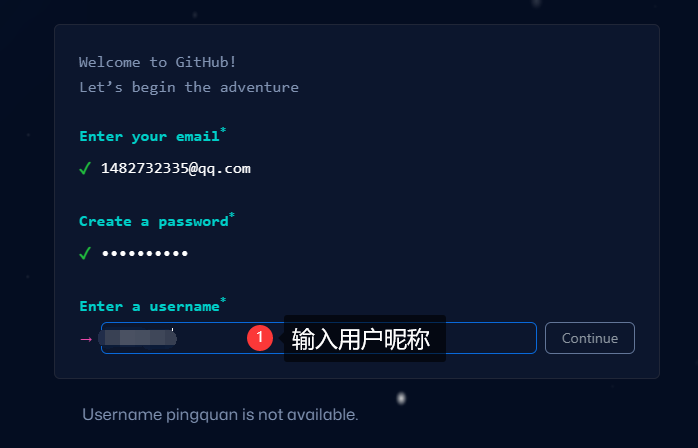 Welcome to GitHub!
Let’s begin the adventure
Enter your email*
✓ 1482732335@qq.com
Create a password*
✓ ••••••••••
Enter a username*
→ 1 输入用户昵称 Continue
Username pingquan is not available.